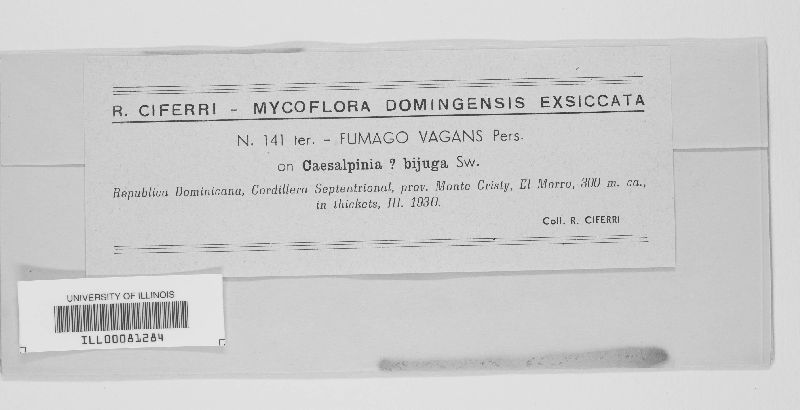 R. CIFERRI – MYCOFLORA DOMINGENSIS EXSICCATA
N. 141 ter. – FUMAGO VAGANS Pers.
on Caesalpinia ? bijuga Sw.
Republica Dominicana, Cordillera Septentrional, prov. Monte Cristy, El Morro, 300 m. ca.,
in thickets, III. 1930.
Coll. R. CIFERRI
UNIVERSITY OF ILLINOIS
ILL00081284